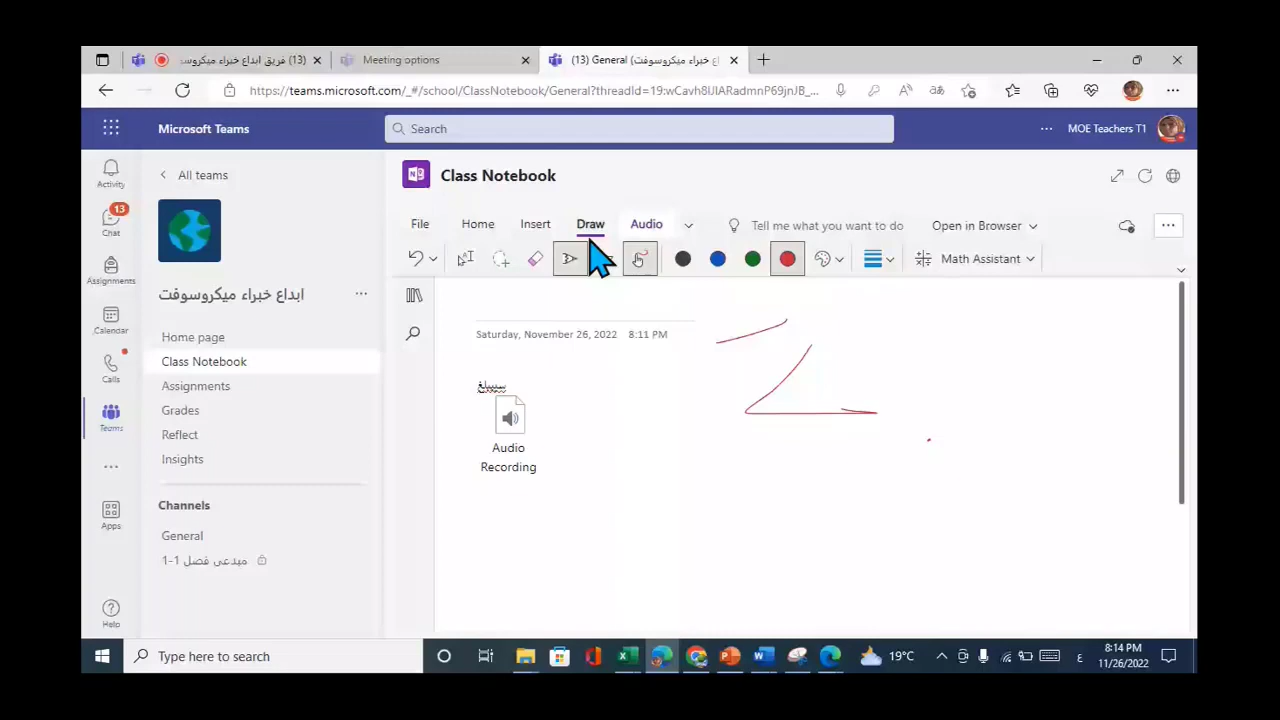 (13) فريق ابداع خبراء ميكروسو
Meeting options
(13) General (ابداع خبراء ميكروسوفت)
https://teams.microsoft.com/_#/school/ClassNotebook/General?threadId=19:wCavh8IJIARadmnP69jnJB_...
Microsoft Teams
Search
MOE Teachers T1
Activity
13
Chat
Assignments
Calendar
Calls
Teams
Apps
Help
All teams
ابداع خبراء ميكروسوفت
Home page
Class Notebook
Assignments
Grades
Reflect
Insights
Channels
General
مبدعى فصل 1-1
Class Notebook
File
Home
Insert
Draw
Audio
Tell me what you want to do
Open in Browser
Math Assistant
Saturday, November 26, 2022 8:11 PM
Audio
Recording
Type here to search
19°C
ع
8:14 PM
11/26/2022